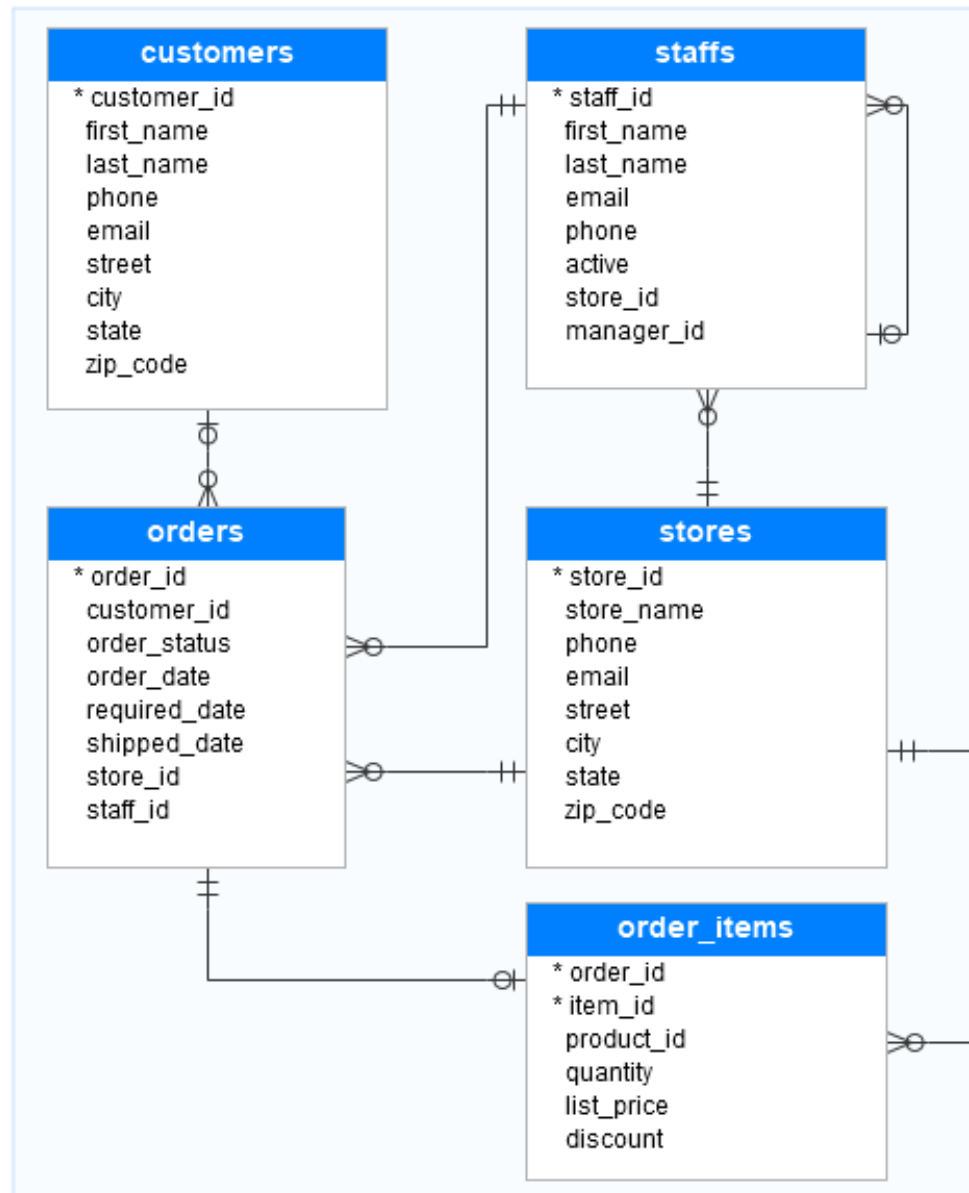 customers
* customer_id
first_name
last_name
phone
email
street
city
state
zip_code
staffs
* staff_id
first_name
last_name
email
phone
active
store_id
manager_id
orders
* order_id
customer_id
order_status
order_date
required_date
shipped_date
store_id
staff_id
stores
* store_id
store_name
phone
email
street
city
state
zip_code
order_items
* order_id
* item_id
product_id
quantity
list_price
discount